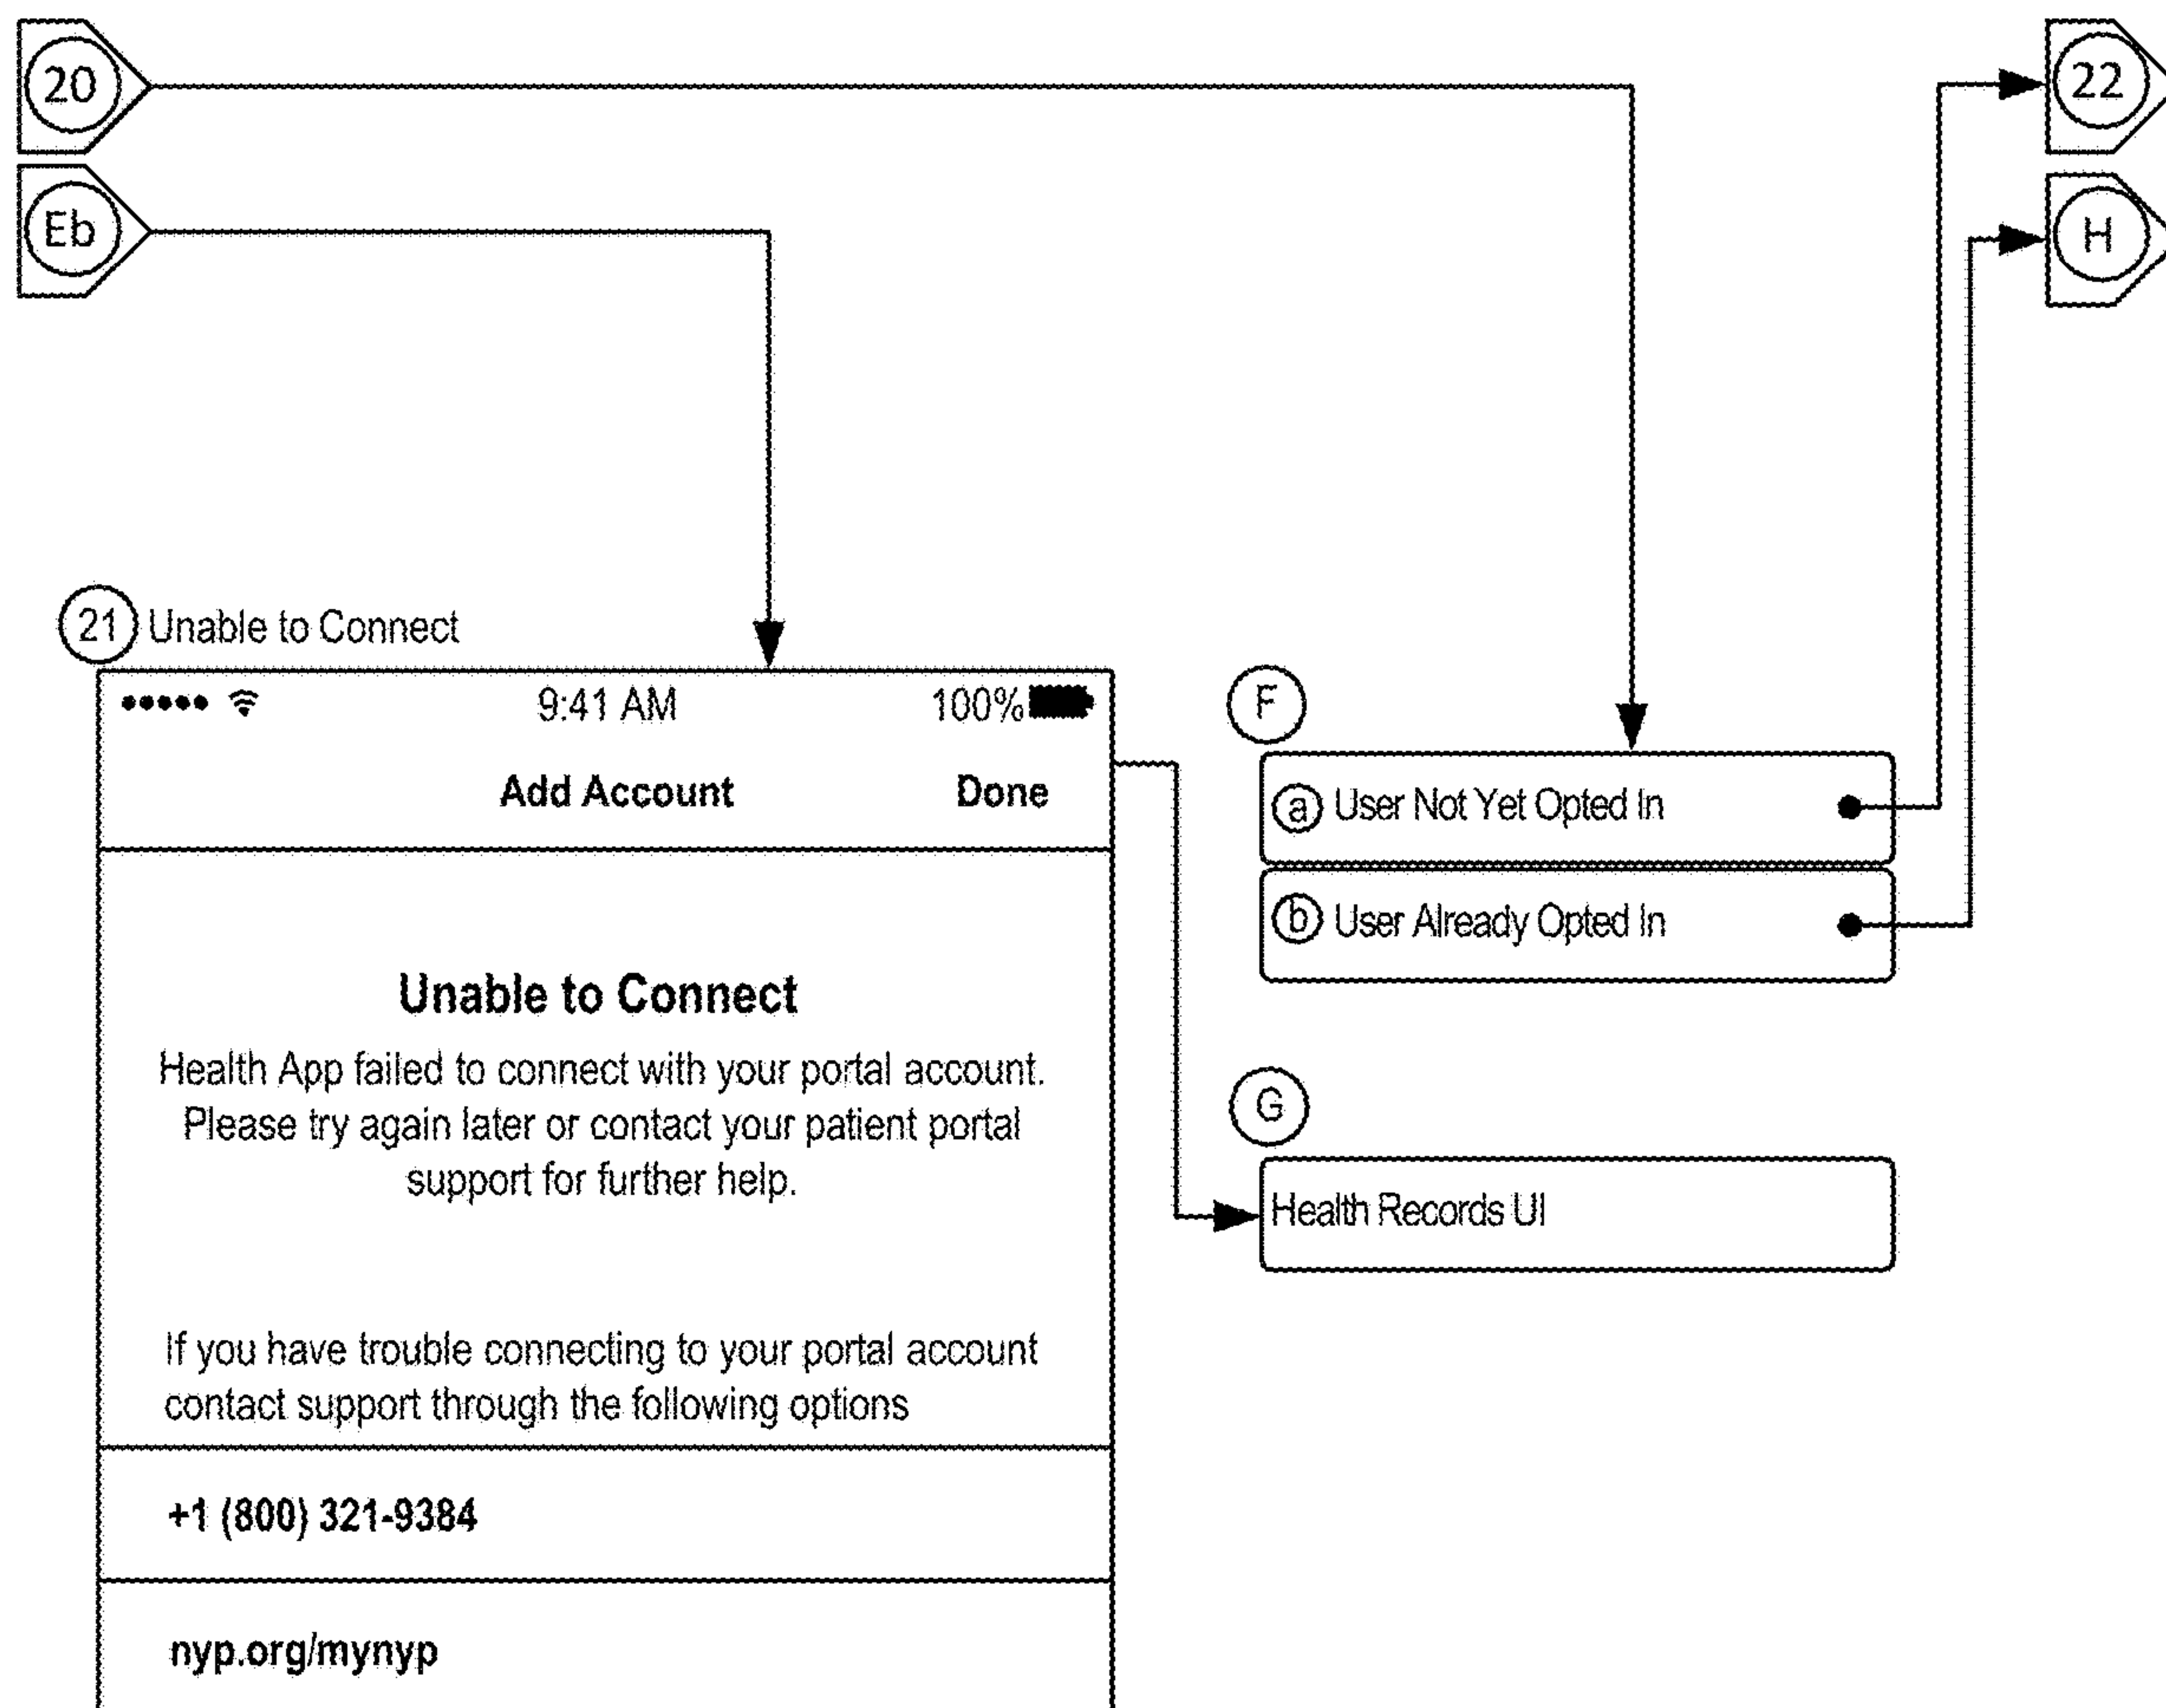 20
22
Eb
H
21 Unable to Connect
9:41 AM 100%
Add Account Done
Unable to Connect
Health App failed to connect with your portal account.
Please try again later or contact your patient portal
support for further help.
If you have trouble connecting to your portal account
contact support through the following options
+1 (800) 321-9384
nyp.org/mynyp
F
a User Not Yet Opted In
b User Already Opted In
G
Health Records UI